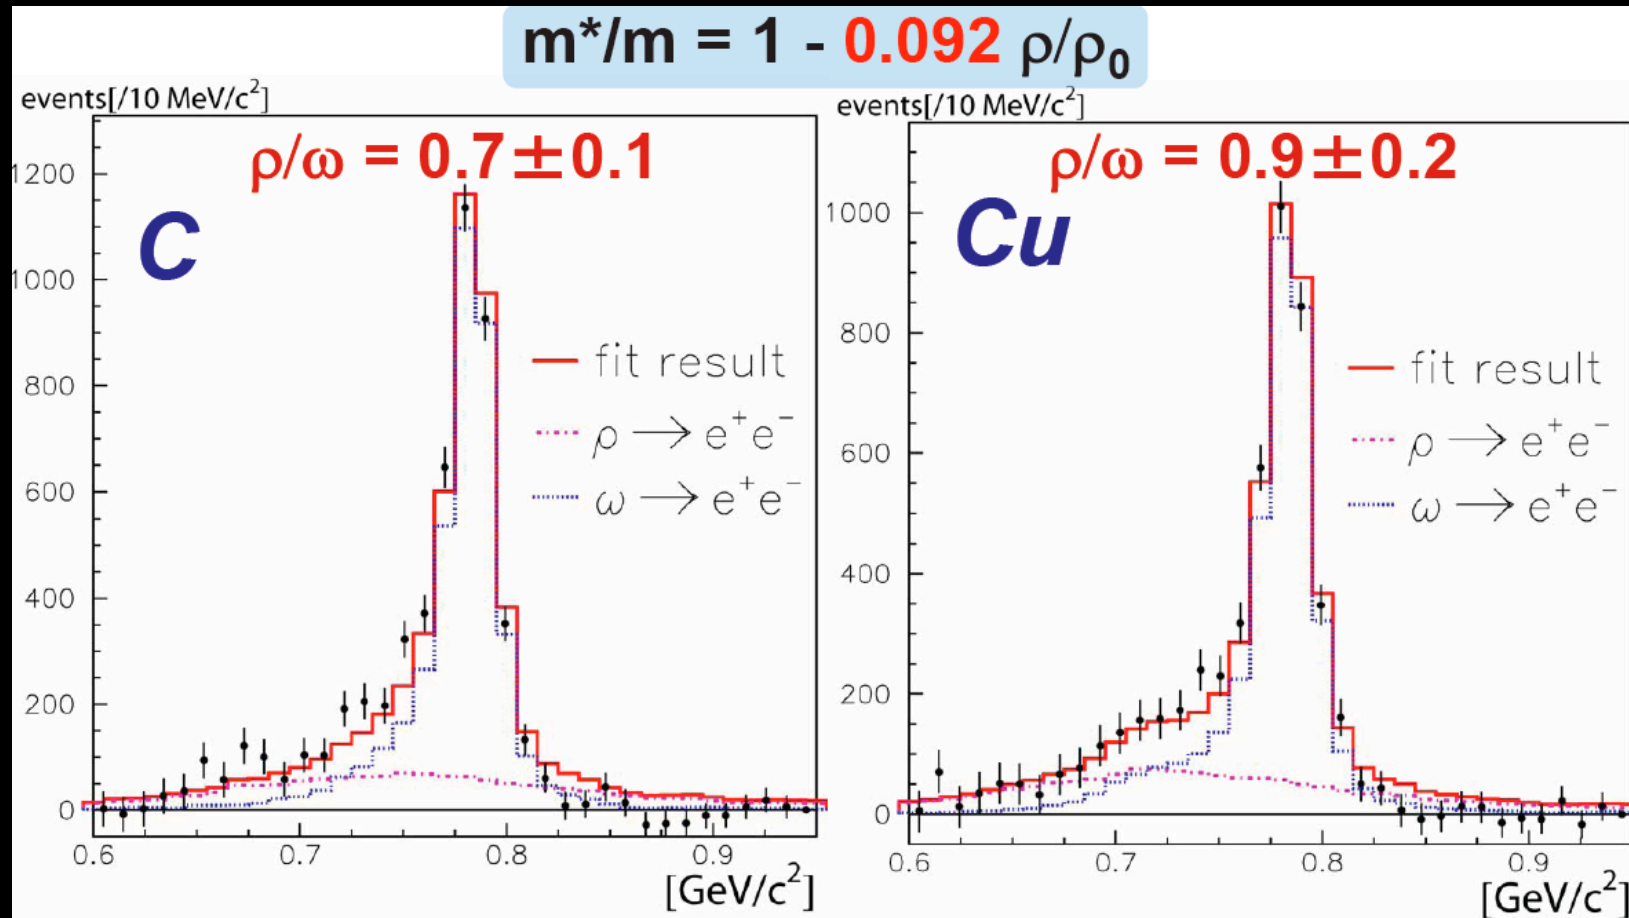 m*/m = 1 - 0.092 ρ/ρ₀
events[/10 MeV/c²]
ρ/ω = 0.7±0.1
C
1200
1000
800
600
400
200
0
fit result
ρ → e⁺e⁻
ω → e⁺e⁻
0.6 0.7 0.8 0.9
[GeV/c²]
events[/10 MeV/c²]
ρ/ω = 0.9±0.2
Cu
1000
800
600
400
200
0
fit result
ρ → e⁺e⁻
ω → e⁺e⁻
0.6 0.7 0.8 0.9
[GeV/c²]